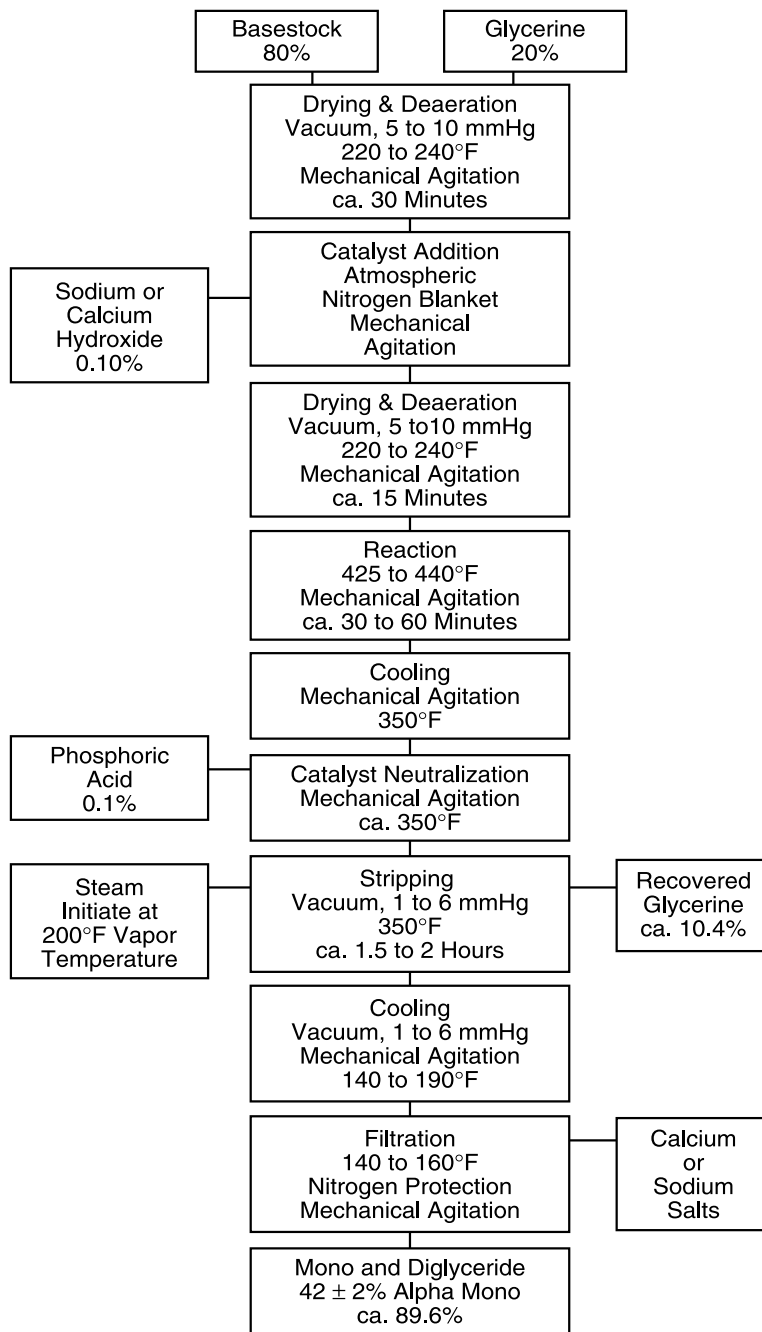 Basestock
80%
Glycerine
20%
Drying & Deaeration
Vacuum, 5 to 10 mmHg
220 to 240°F
Mechanical Agitation
ca. 30 Minutes
Catalyst Addition
Atmospheric
Nitrogen Blanket
Mechanical
Agitation
Sodium or
Calcium
Hydroxide
0.10%
Drying & Deaeration
Vacuum, 5 to10 mmHg
220 to 240°F
Mechanical Agitation
ca. 15 Minutes
Reaction
425 to 440°F
Mechanical Agitation
ca. 30 to 60 Minutes
Cooling
Mechanical Agitation
350°F
Phosphoric
Acid
0.1%
Catalyst Neutralization
Mechanical Agitation
ca. 350°F
Steam
Initiate at
200°F Vapor
Temperature
Stripping
Vacuum, 1 to 6 mmHg
350°F
ca. 1.5 to 2 Hours
Recovered
Glycerine
ca. 10.4%
Cooling
Vacuum, 1 to 6 mmHg
Mechanical Agitation
140 to 190°F
Filtration
140 to 160°F
Nitrogen Protection
Mechanical Agitation
Calcium
or
Sodium
Salts
Mono and Diglyceride
42 ± 2% Alpha Mono
ca. 89.6%